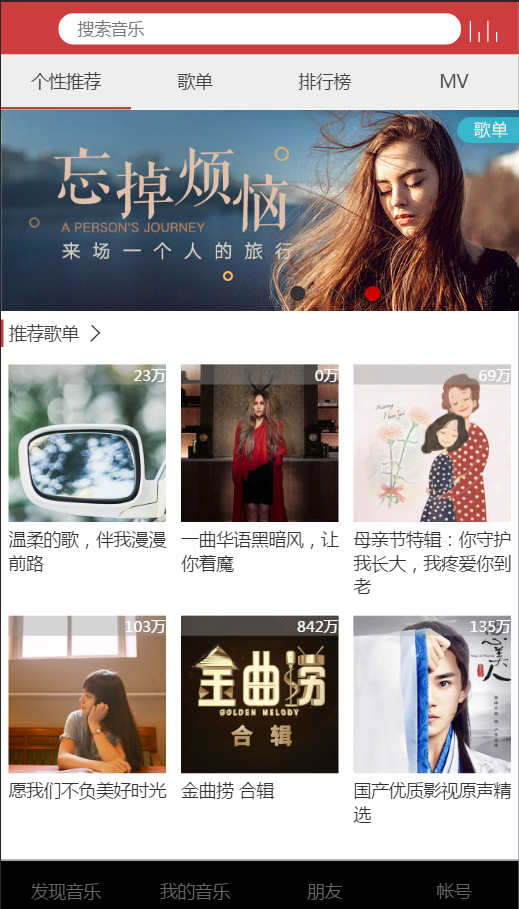 搜索音乐
个性推荐
歌单
排行榜
MV
歌单
忘掉烦恼
A PERSON'S JOURNEY
来场一个人的旅行
推荐歌单
23万
0万
69万
温柔的歌，伴我漫漫
前路
一曲华语黑暗风，让
你着魔
母亲节特辑：你守护
我长大，我疼爱你到
老
103万
842万
135万
金曲捞
GOLDEN MELODY
合辑
美人
愿我们不负美好时光
金曲捞 合辑
国产优质影视原声精
选
发现音乐
我的音乐
朋友
帐号